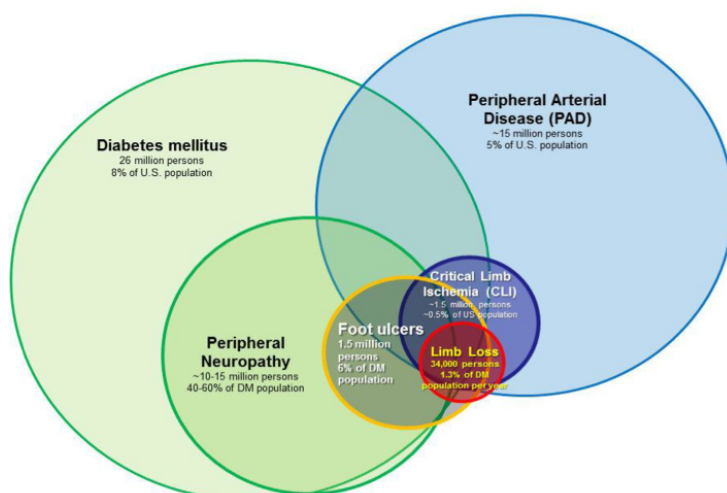 Peripheral Arterial
Disease (PAD)
~15 million persons
5% of U.S. population
Diabetes mellitus
26 million persons
8% of U.S. population
Critical Limb
Ischemia (CLI)
~1.5 million persons
~0.5% of US population
Foot ulcers
1.5 million
persons
6% of DM
population
Peripheral
Neuropathy
~10-15 million persons
40-60% of DM population
Limb Loss
34,000 persons
1.3% of DM
population per year